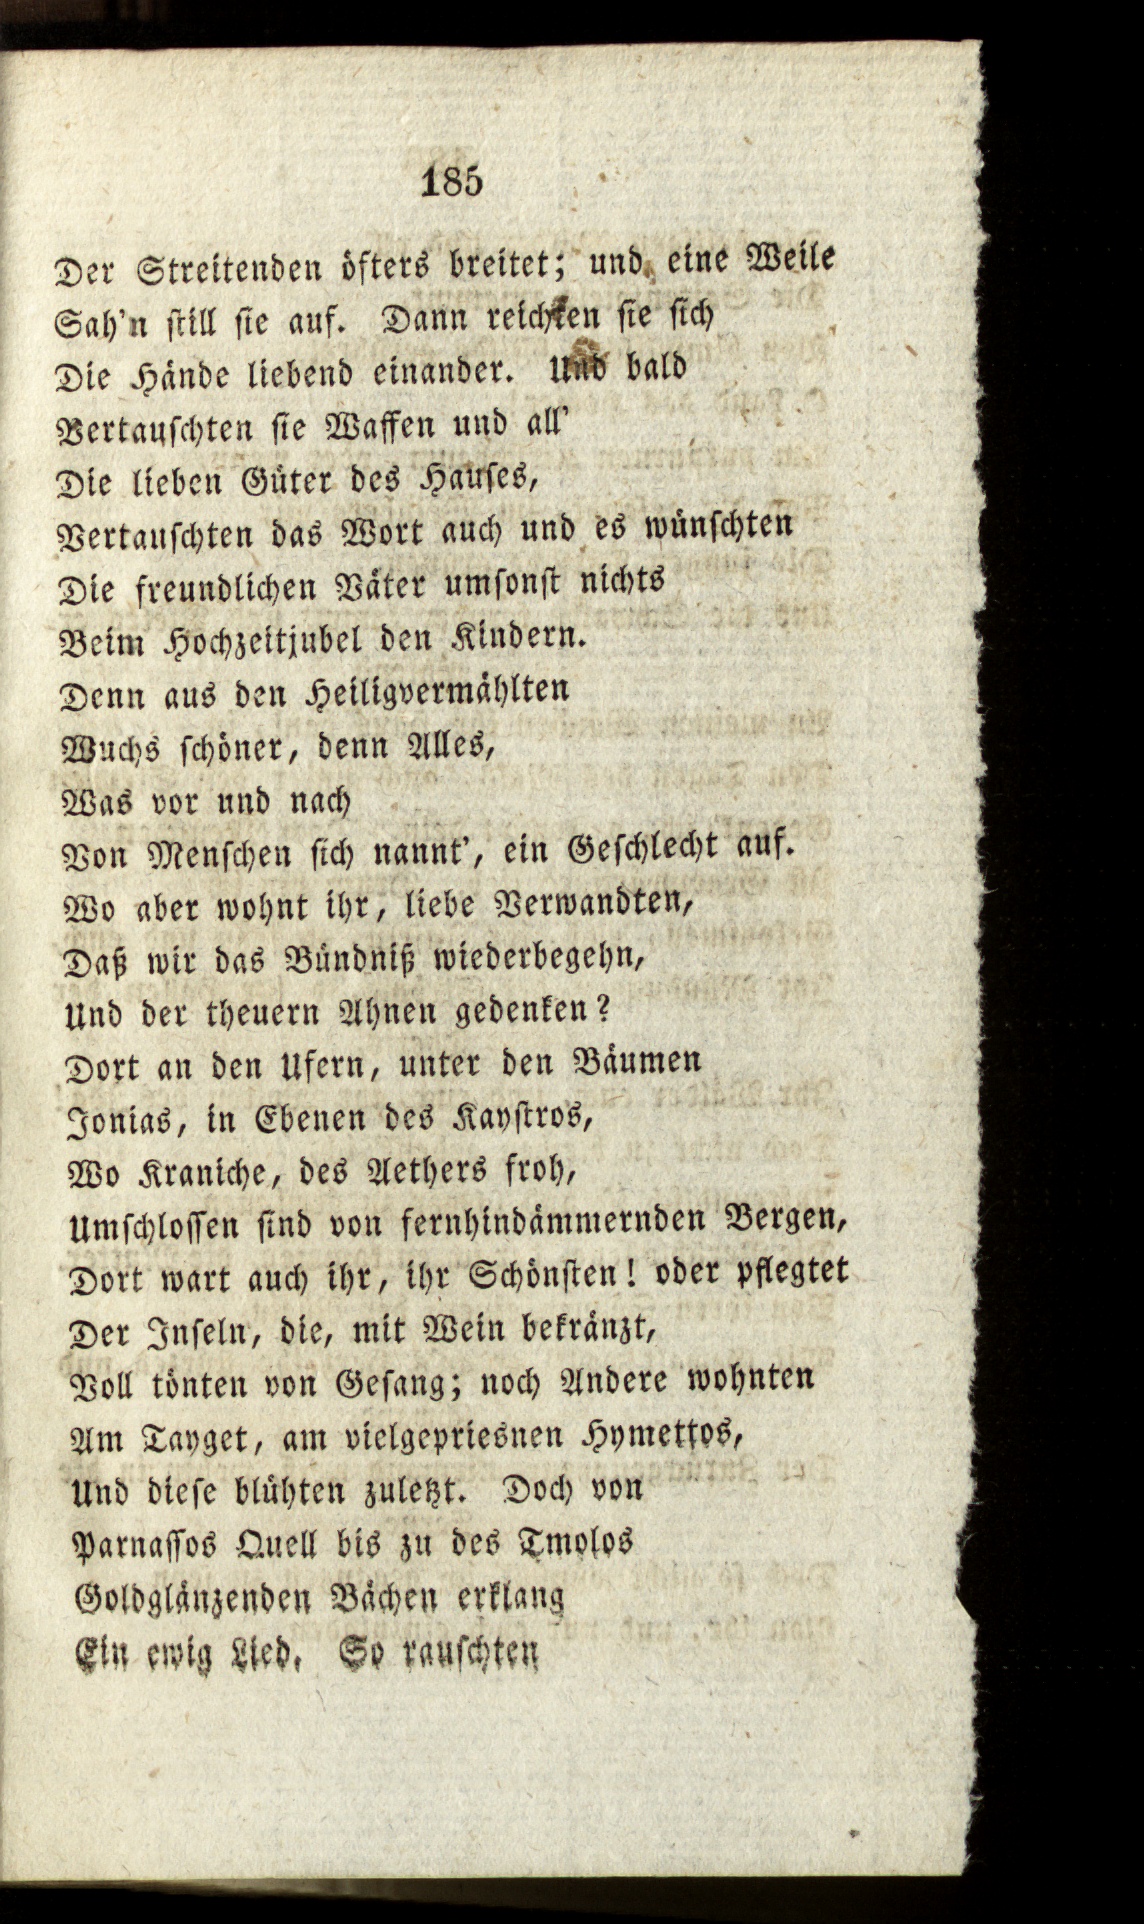 185
Der Streitenden öfters breitet; und eine Weile
Sah'n still sie auf. Dann reichten sie sich
Die Hände liebend einander. Und bald
Vertauschten sie Waffen und all'
Die lieben Güter des Hauses,
Vertauschten das Wort auch und es wünschten
Die freundlichen Väter umsonst nichts
Beim Hochzeitjubel den Kindern.
Denn aus den Heiligvermählten
Wuchs schöner, denn Alles,
Was vor und nach
Von Menschen sich nannt', ein Geschlecht auf.
Wo aber wohnt ihr, liebe Verwandten,
Daß wir das Bündniß wiederbegehn,
Und der theuern Ahnen gedenken?
Dort an den Ufern, unter den Bäumen
Jonias, in Ebenen des Kaystros,
Wo Kraniche, des Aethers froh,
Umschlossen sind von fernhindämmernden Bergen,
Dort wart auch ihr, ihr Schönsten! oder pflegtet
Der Inseln, die, mit Wein bekränzt,
Voll tönten von Gesang; noch Andere wohnten
Am Tayget, am vielgepriesnen Hymettos,
Und diese blühten zuletzt. Doch von
Parnassos Quell bis zu des Tmolos
Goldglänzenden Bächen erklang
Ein ewig Lied. So rauschten